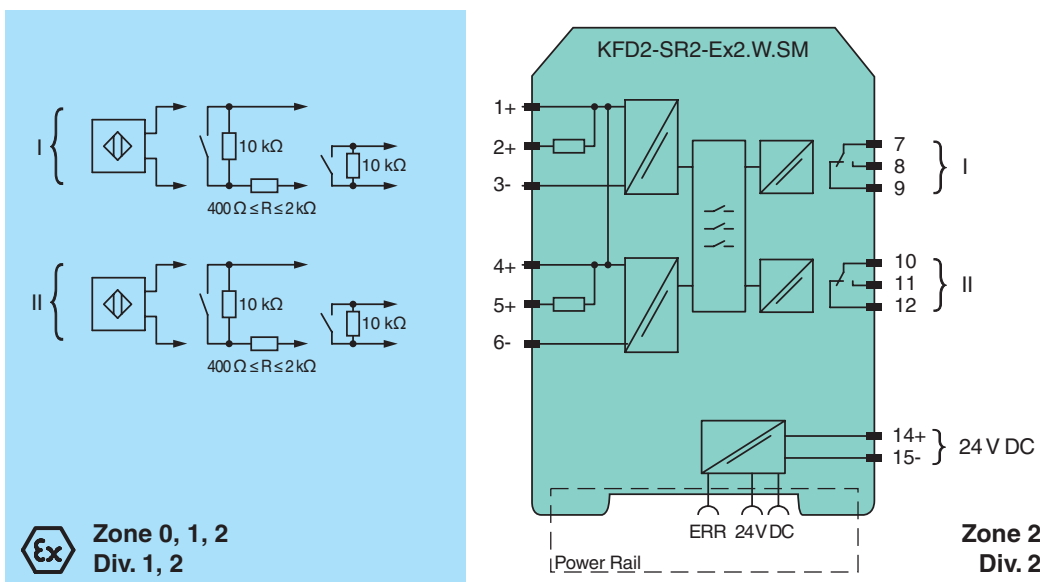 I
10 kΩ
10 kΩ
400 Ω ≤ R ≤ 2 kΩ
II
10 kΩ
10 kΩ
400 Ω ≤ R ≤ 2 kΩ
Ex
Zone 0, 1, 2
Div. 1, 2
KFD2-SR2-Ex2.W.SM
1+
2+
3-
4+
5+
6-
7
8
9
I
10
11
12
II
14+
15-
24 V DC
ERR 24 V DC
Power Rail
Zone 2
Div. 2